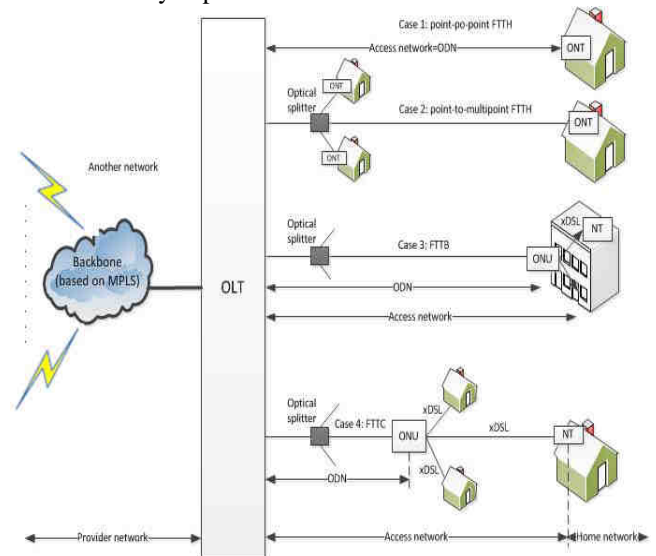 Case 1: point-po-point FTTH
Access network=ODN
ONT
Optical
splitter
ONT
Case 2: point-to-multipoint FTTH
ONT
ONT
Another network
Backbone
(based on MPLS)
OLT
Optical
splitter
Case 3: FTTB
xDSL
NT
ONU
ODN
Access network
Optical
splitter
Case 4: FTTC
ONU
xDSL
xDSL
xDSL
NT
ODN
Provider network
Access network
Home network